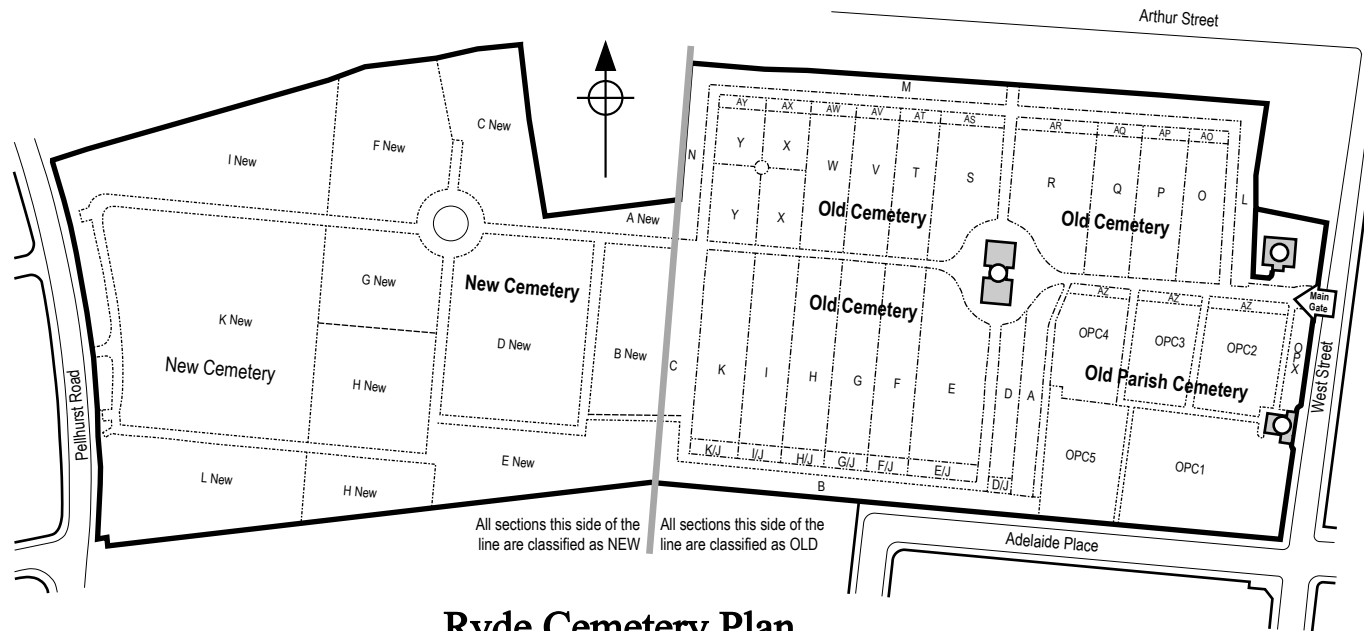 Arthur Street
M
C New
F New
I New
N
AY
AX
AW
AV
AT
AS
AR
AQ
AP
AO
Y
X
W
V
T
S
R
Q
P
O
L
Y
X
Old Cemetery
Old Cemetery
A New
G New
New Cemetery
Old Cemetery
AZ
AZ
AZ
Main
Gate
K New
New Cemetery
D New
B New
C
K
I
H
G
F
E
D
A
OPC4
OPC3
OPC2
OPX
Old Parish Cemetery
West Street
H New
Pellhurst Road
E New
K/J
I/J
H/J
G/J
F/J
E/J
D/J
B
OPC5
OPC1
L New
H New
All sections this side of the
line are classified as NEW
All sections this side of the
line are classified as OLD
Adelaide Place
Ryde Cemetery Plan